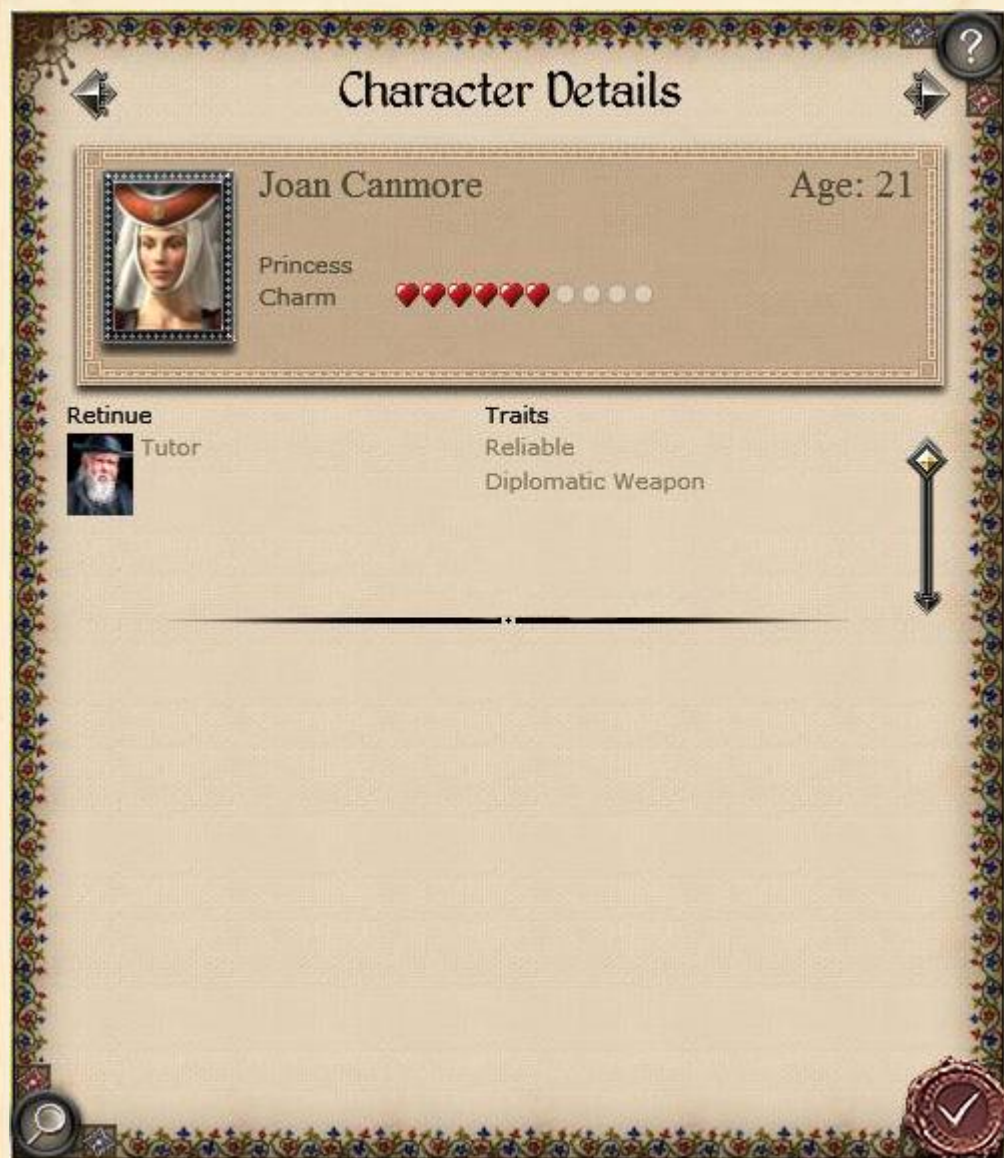 ?
Character Details
Joan Canmore
Age: 21
Princess
Charm
Retinue
Traits
Tutor
Reliable
Diplomatic Weapon